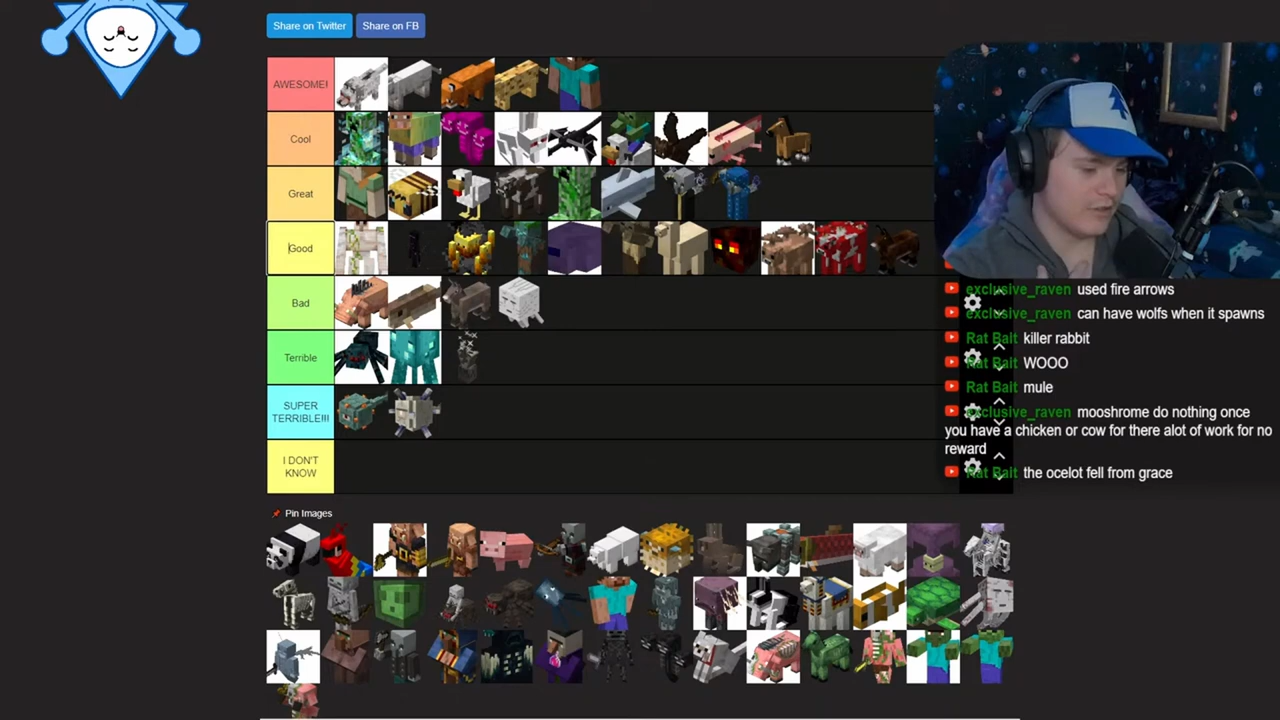 Share on Twitter
Share on FB
AWESOME!
Cool
Great
Good
Bad
Terrible
SUPER
TERRIBLE!!!
I DON'T
KNOW
Pin Images
exclusive_raven used fire arrows
exclusive_raven can have wolfs when it spawns
Rat Bait killer rabbit
Rat Bait WOOO
Rat Bait mule
exclusive_raven mooshrome do nothing once
you have a chicken or cow for there alot of work for no
reward
Rat Bait the ocelot fell from grace